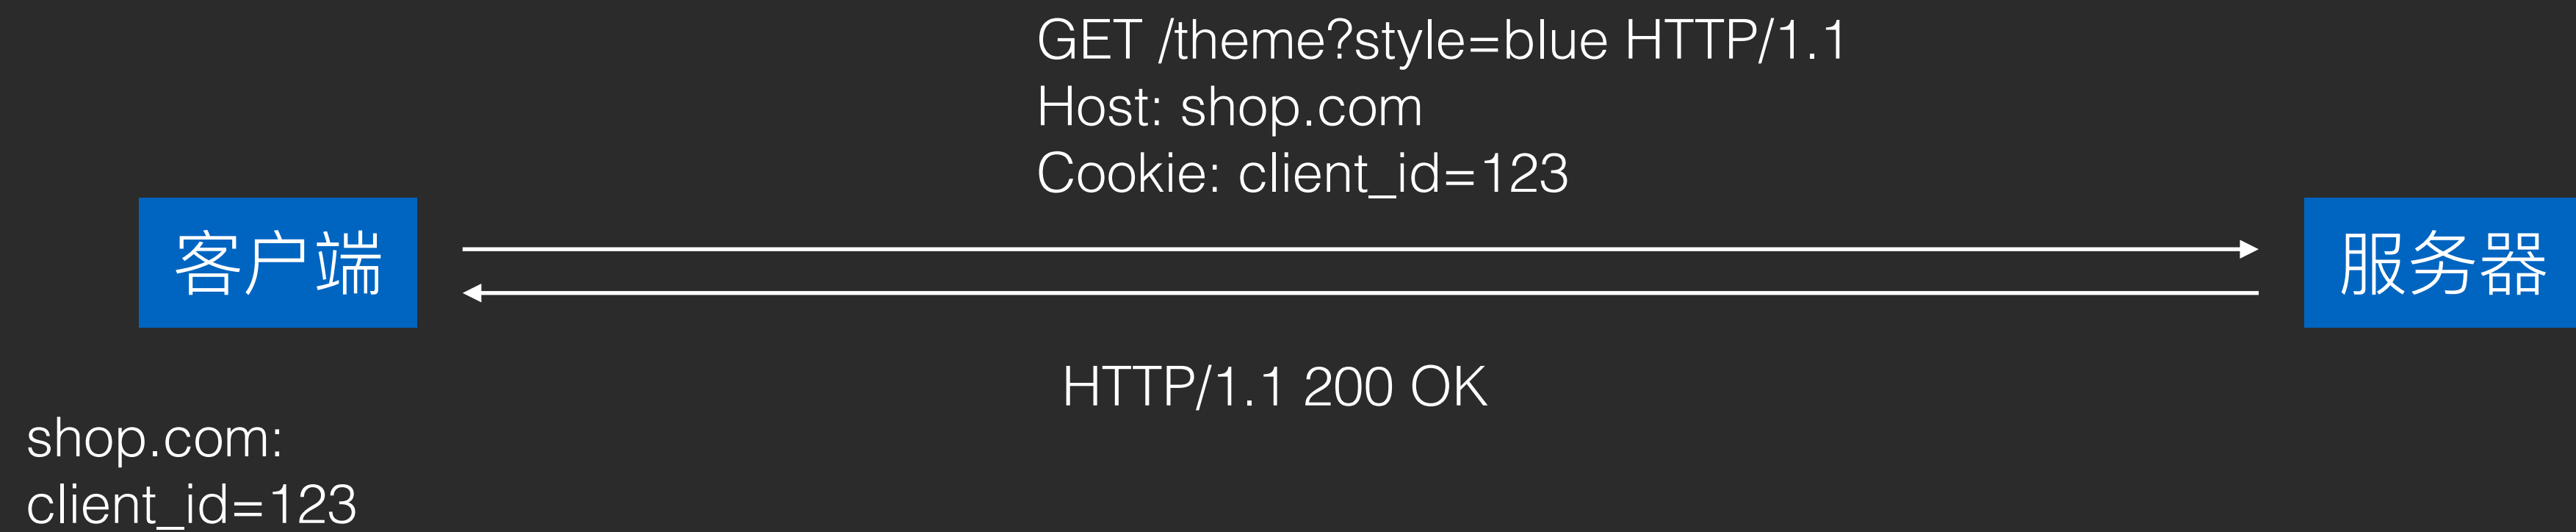 GET /theme?style=blue HTTP/1.1
Host: shop.com
Cookie: client_id=123
客户端
服务器
HTTP/1.1 200 OK
shop.com:
client_id=123